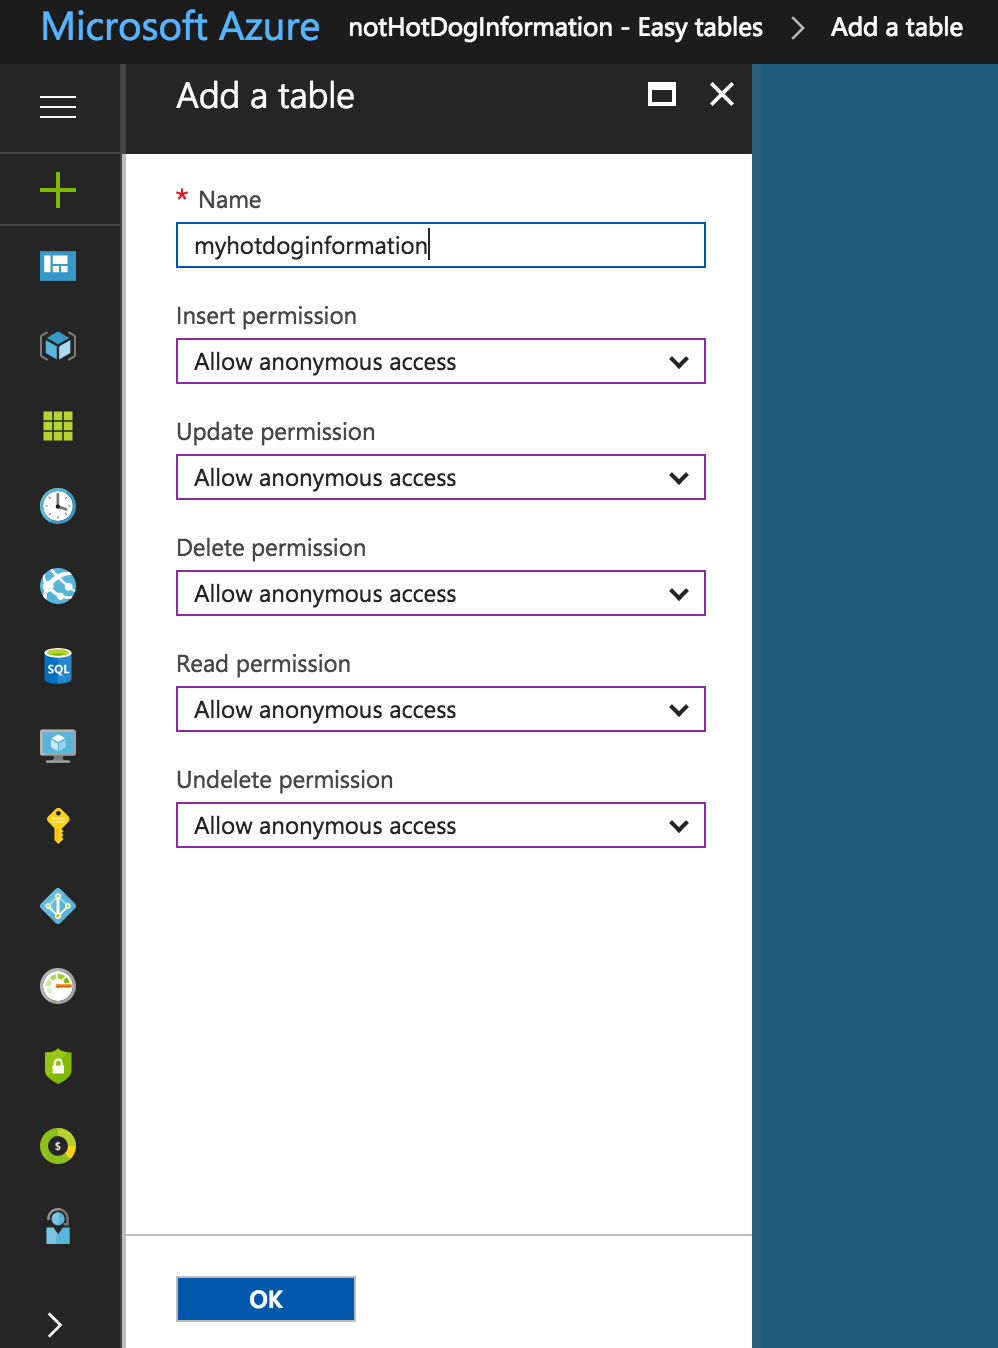 Microsoft Azure notHotDogInformation - Easy tables > Add a table
Add a table
* Name
myhotdoginformation
Insert permission
Allow anonymous access
Update permission
Allow anonymous access
Delete permission
Allow anonymous access
Read permission
Allow anonymous access
Undelete permission
Allow anonymous access
SQL
$
OK